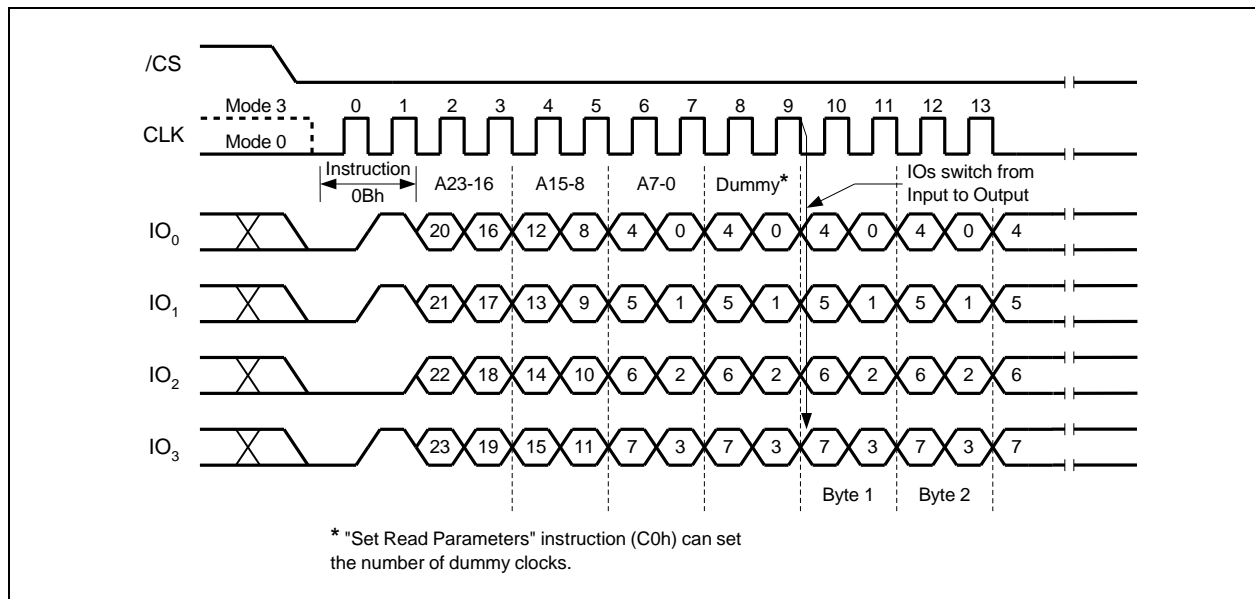 /CS
Mode 3 0 1 2 3 4 5 6 7 8 9 10 11 12 13
CLK
Mode 0
Instruction
0Bh
A23-16 A15-8 A7-0 Dummy*
IOs switch from
Input to Output
IO0 20 16 12 8 4 0 4 0 4 0 4 0 4
IO1 21 17 13 9 5 1 5 1 5 1 5 1 5
IO2 22 18 14 10 6 2 6 2 6 2 6 2 6
IO3 23 19 15 11 7 3 7 3 7 3 7 3 7
Byte 1 Byte 2
* "Set Read Parameters" instruction (C0h) can set
the number of dummy clocks.